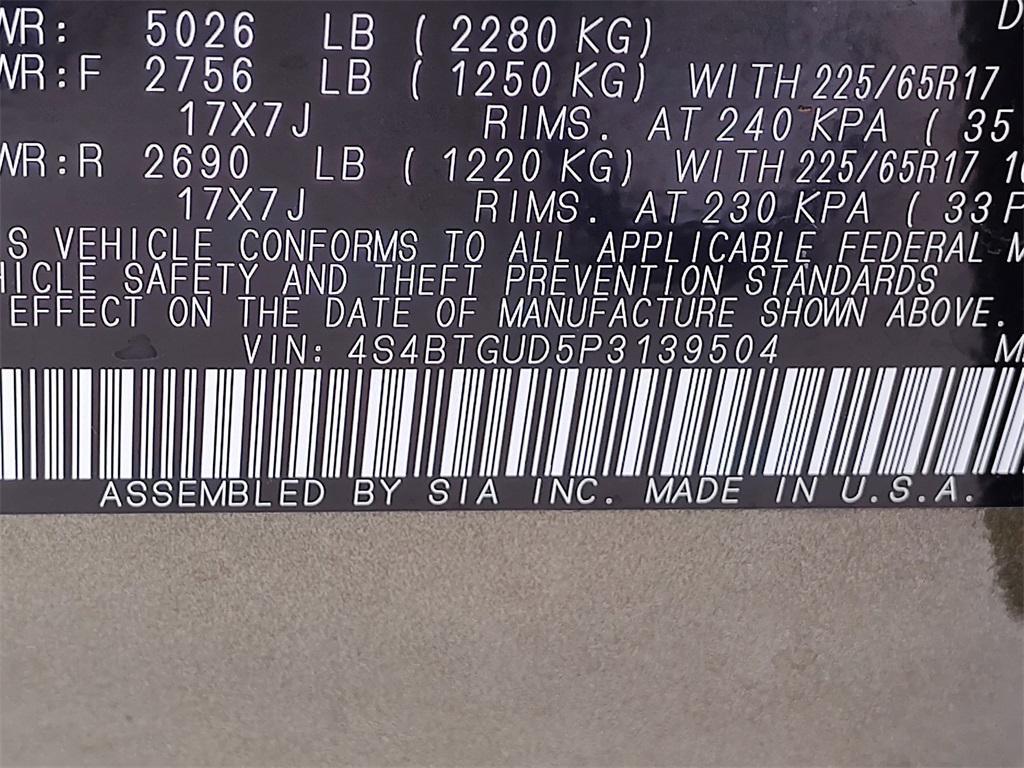 WR: 5026 LB ( 2280 KG)
WR:F 2756 LB ( 1250 KG) WITH 225/65R17
17X7J RIMS. AT 240 KPA ( 35
WR:R 2690 LB ( 1220 KG) WITH 225/65R17 10
17X7J RIMS. AT 230 KPA ( 33 P
IS VEHICLE CONFORMS TO ALL APPLICABLE FEDERAL M
HICLE SAFETY AND THEFT PREVENTION STANDARDS
EFFECT ON THE DATE OF MANUFACTURE SHOWN ABOVE.
VIN: 4S4BTGUD5P3139504 M
ASSEMBLED BY SIA INC. MADE IN U.S.A.